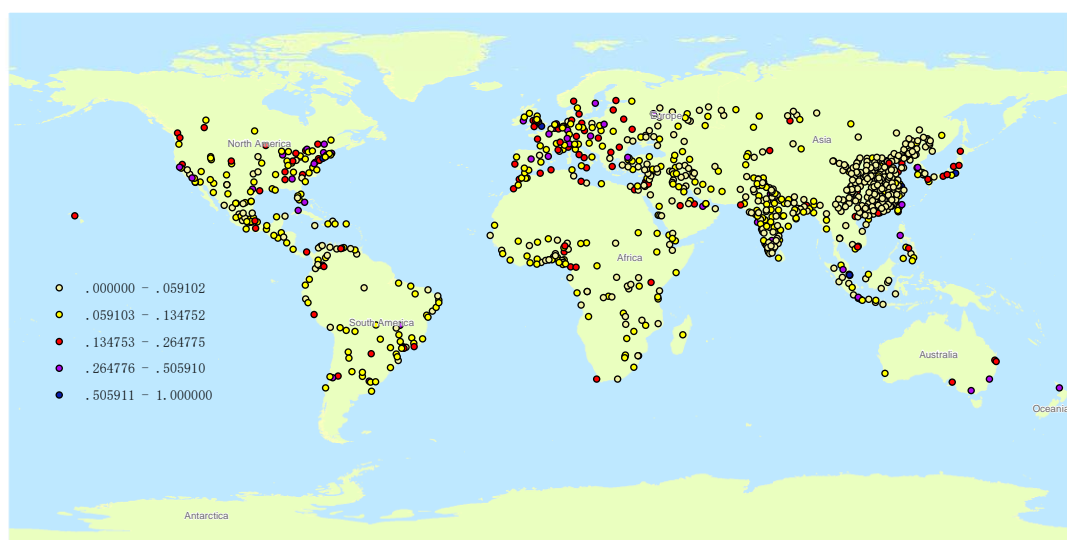 Europe
North America
Asia
Africa
.000000 - .059102
.059103 - .134752
South America
.134753 - .264775
Australia
.264776 - .505910
.505911 - 1.000000
Oceania
Antarctica